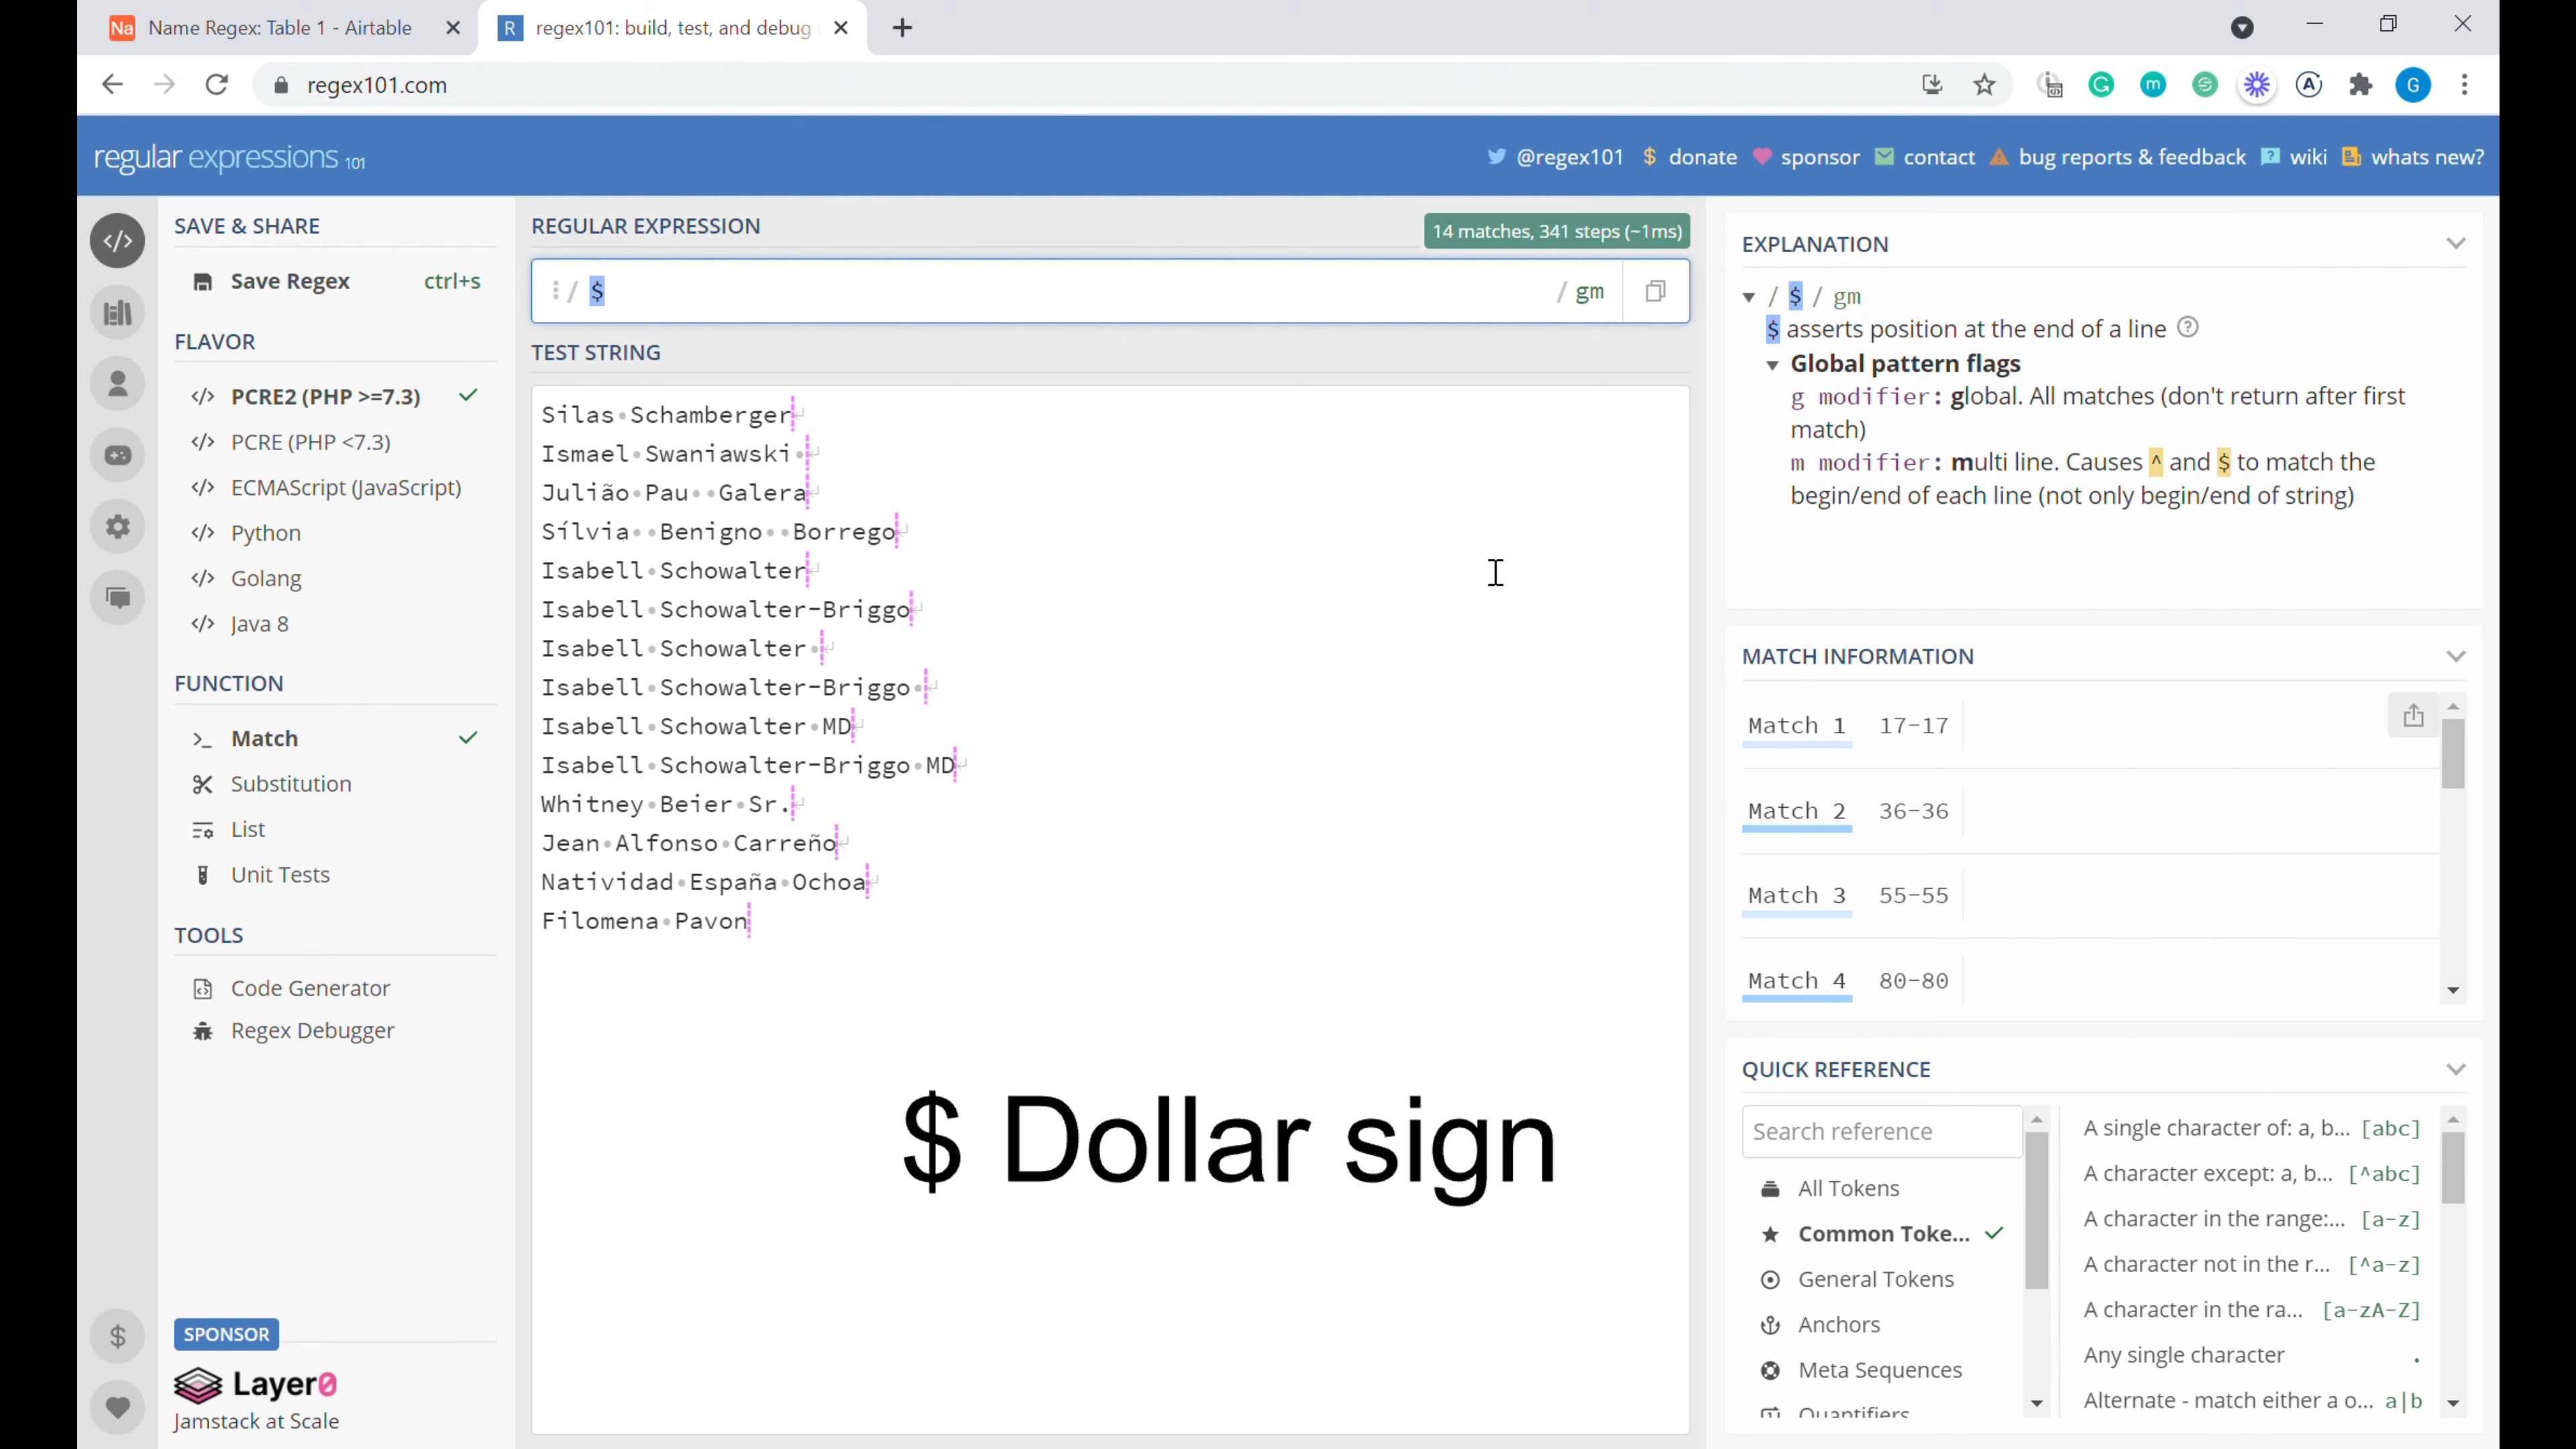 Na Name Regex: Table 1 - Airtable
R regex101: build, test, and debug
regex101.com
G
regular expressions 101
@regex101 $ donate sponsor contact bug reports & feedback wiki whats new?
SAVE & SHARE
Save Regex ctrl+s
FLAVOR
</> PCRE2 (PHP >=7.3)
</> PCRE (PHP <7.3)
</> ECMAScript (JavaScript)
</> Python
</> Golang
</> Java 8
FUNCTION
>_ Match
Substitution
List
Unit Tests
TOOLS
Code Generator
Regex Debugger
SPONSOR
Layer0
Jamstack at Scale
REGULAR EXPRESSION
14 matches, 341 steps (~1ms)
/ $ / gm
TEST STRING
Silas Schamberger
Ismael Swaniawski
Julião Pau  Galera
Sílvia  Benigno  Borrego
Isabell Schowalter
Isabell Schowalter-Briggo
Isabell Schowalter
Isabell Schowalter-Briggo
Isabell Schowalter MD
Isabell Schowalter-Briggo MD
Whitney Beier Sr.
Jean Alfonso Carreño
Natividad España Ochoa
Filomena Pavon
$ Dollar sign
EXPLANATION
/ $ / gm
$ asserts position at the end of a line
Global pattern flags
g modifier: global. All matches (don't return after first
match)
m modifier: multi line. Causes ^ and $ to match the
begin/end of each line (not only begin/end of string)
MATCH INFORMATION
Match 1 17-17
Match 2 36-36
Match 3 55-55
Match 4 80-80
QUICK REFERENCE
Search reference
All Tokens
Common Toke...
General Tokens
Anchors
Meta Sequences
Quantifiers
A single character of: a, b... [abc]
A character except: a, b... [^abc]
A character in the range:... [a-z]
A character not in the r... [^a-z]
A character in the ra... [a-zA-Z]
Any single character .
Alternate - match either a o... a|b